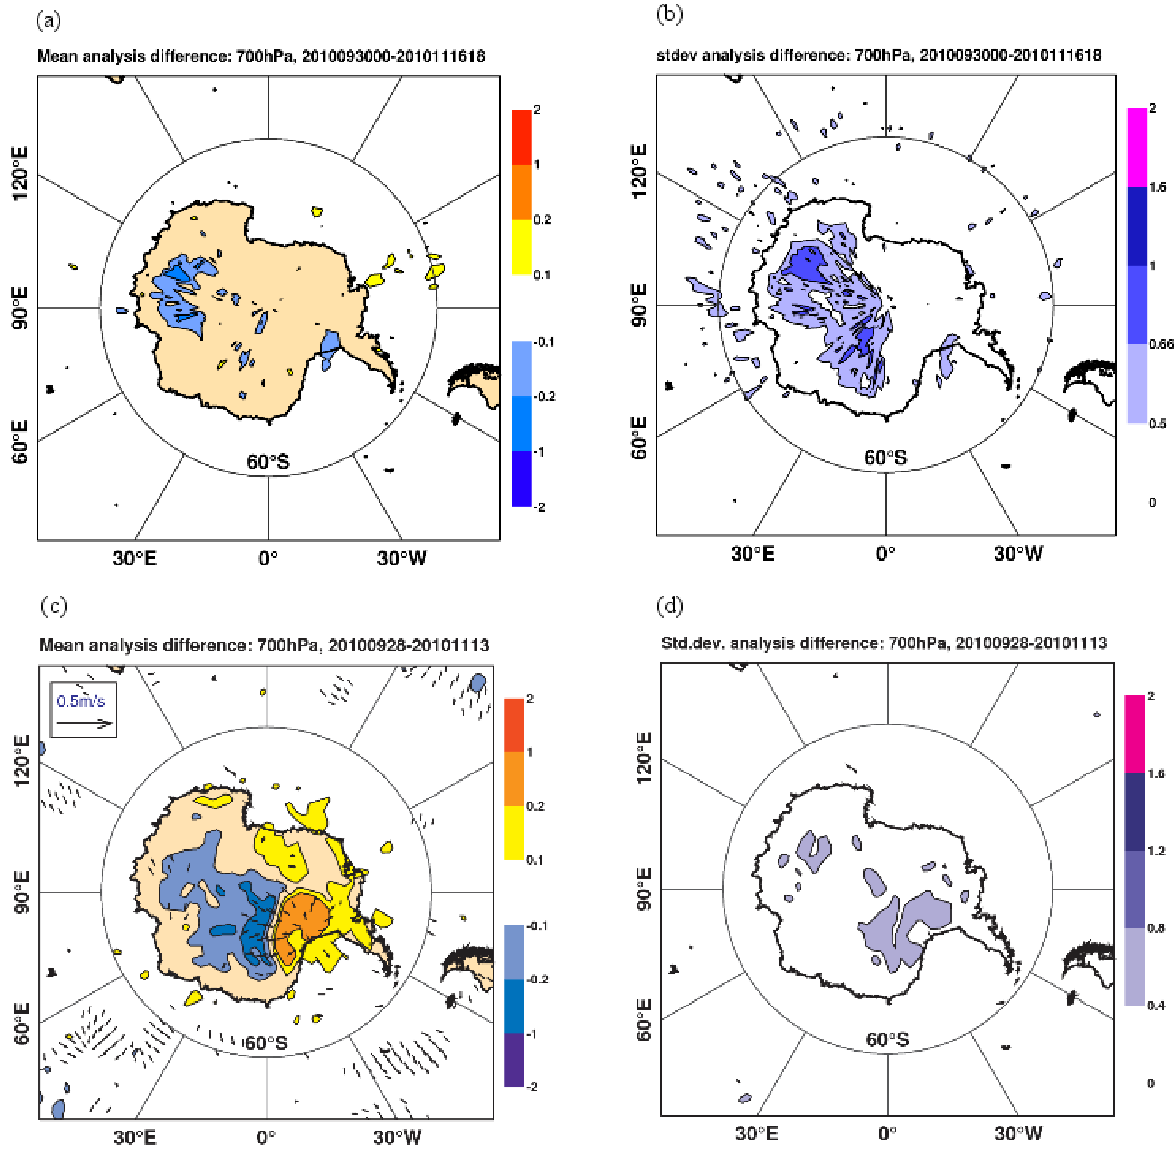 (a)
Mean analysis difference: 700hPa, 2010093000-2010111618
120°E
90°E
60°E
60°S
30°E
0°
30°W
2
1
0.2
0.1
-0.1
-0.2
-1
-2
(b)
stdev analysis difference: 700hPa, 2010093000-2010111618
120°E
90°E
60°E
60°S
30°E
0°
30°W
2
1.6
1
0.66
0.5
0
(c)
Mean analysis difference: 700hPa, 20100928-20101113
0.5m/s
120°E
90°E
60°E
60°S
30°E
0°
30°W
2
1
0.2
0.1
-0.1
-0.2
-1
-2
(d)
Std.dev. analysis difference: 700hPa, 20100928-20101113
120°E
90°E
60°E
60°S
30°E
0°
30°W
2
1.6
1.2
0.8
0.4
0